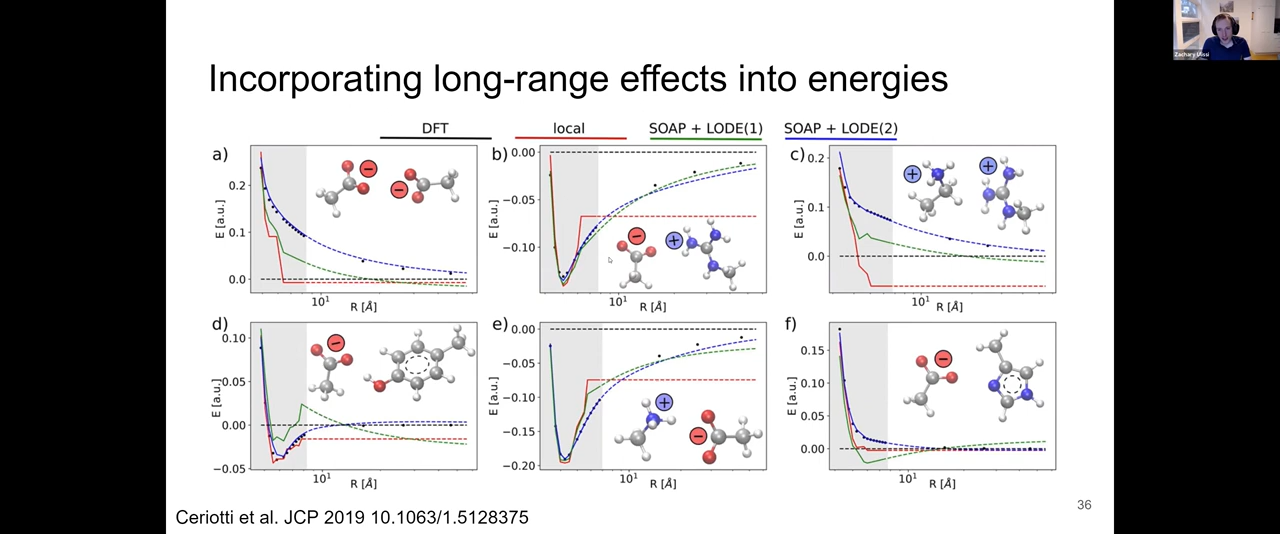 Zachary Ulissi
Incorporating long-range effects into energies
DFT local SOAP + LODE(1) SOAP + LODE(2)
a) b) c)
0.2
0.1
0.0
E [a.u.]
10¹
R [Å]
0.00
−0.05
−0.10
E [a.u.]
10¹
R [Å]
0.2
0.1
0.0
E [a.u.]
10¹
R [Å]
d) e) f)
0.10
0.05
0.00
−0.05
E [a.u.]
10¹
R [Å]
0.00
−0.05
−0.10
−0.15
−0.20
E [a.u.]
10¹
R [Å]
0.15
0.10
0.05
0.00
E [a.u.]
10¹
R [Å]
Ceriotti et al. JCP 2019 10.1063/1.5128375
36